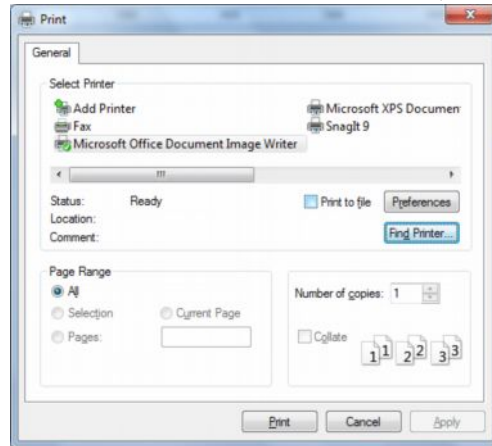 Print
General
Select Printer
Add Printer
Microsoft XPS Documen
Fax
SnagIt 9
Microsoft Office Document Image Writer
Status: Ready
Print to file
Preferences
Location:
Comment:
Find Printer...
Page Range
All
Selection
Current Page
Pages:
Number of copies: 1
Collate
1 1 2 2 3 3
Print
Cancel
Apply